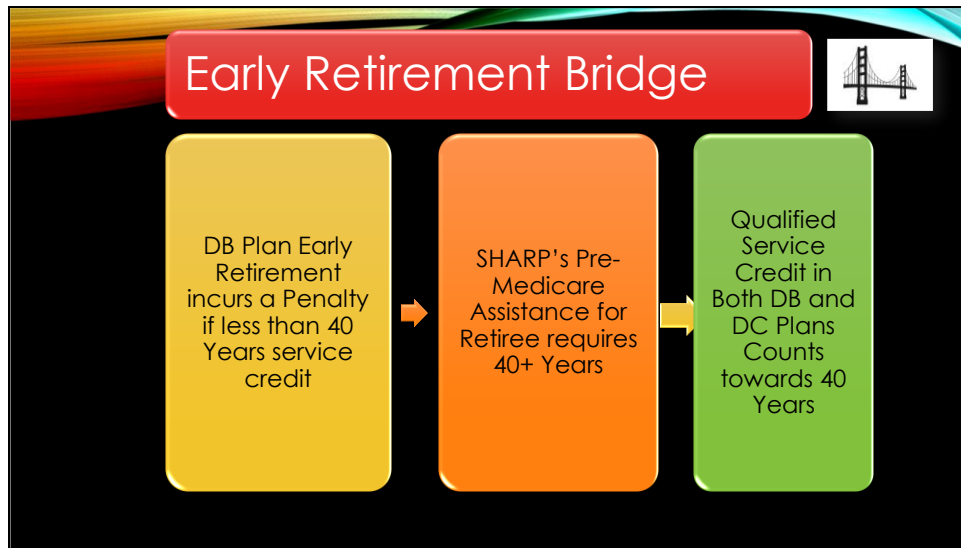 Early Retirement Bridge
DB Plan Early
Retirement
incurs a Penalty
if less than 40
Years service
credit
SHARP’s Pre-
Medicare
Assistance for
Retiree requires
40+ Years
Qualified
Service
Credit in
Both DB and
DC Plans
Counts
towards 40
Years